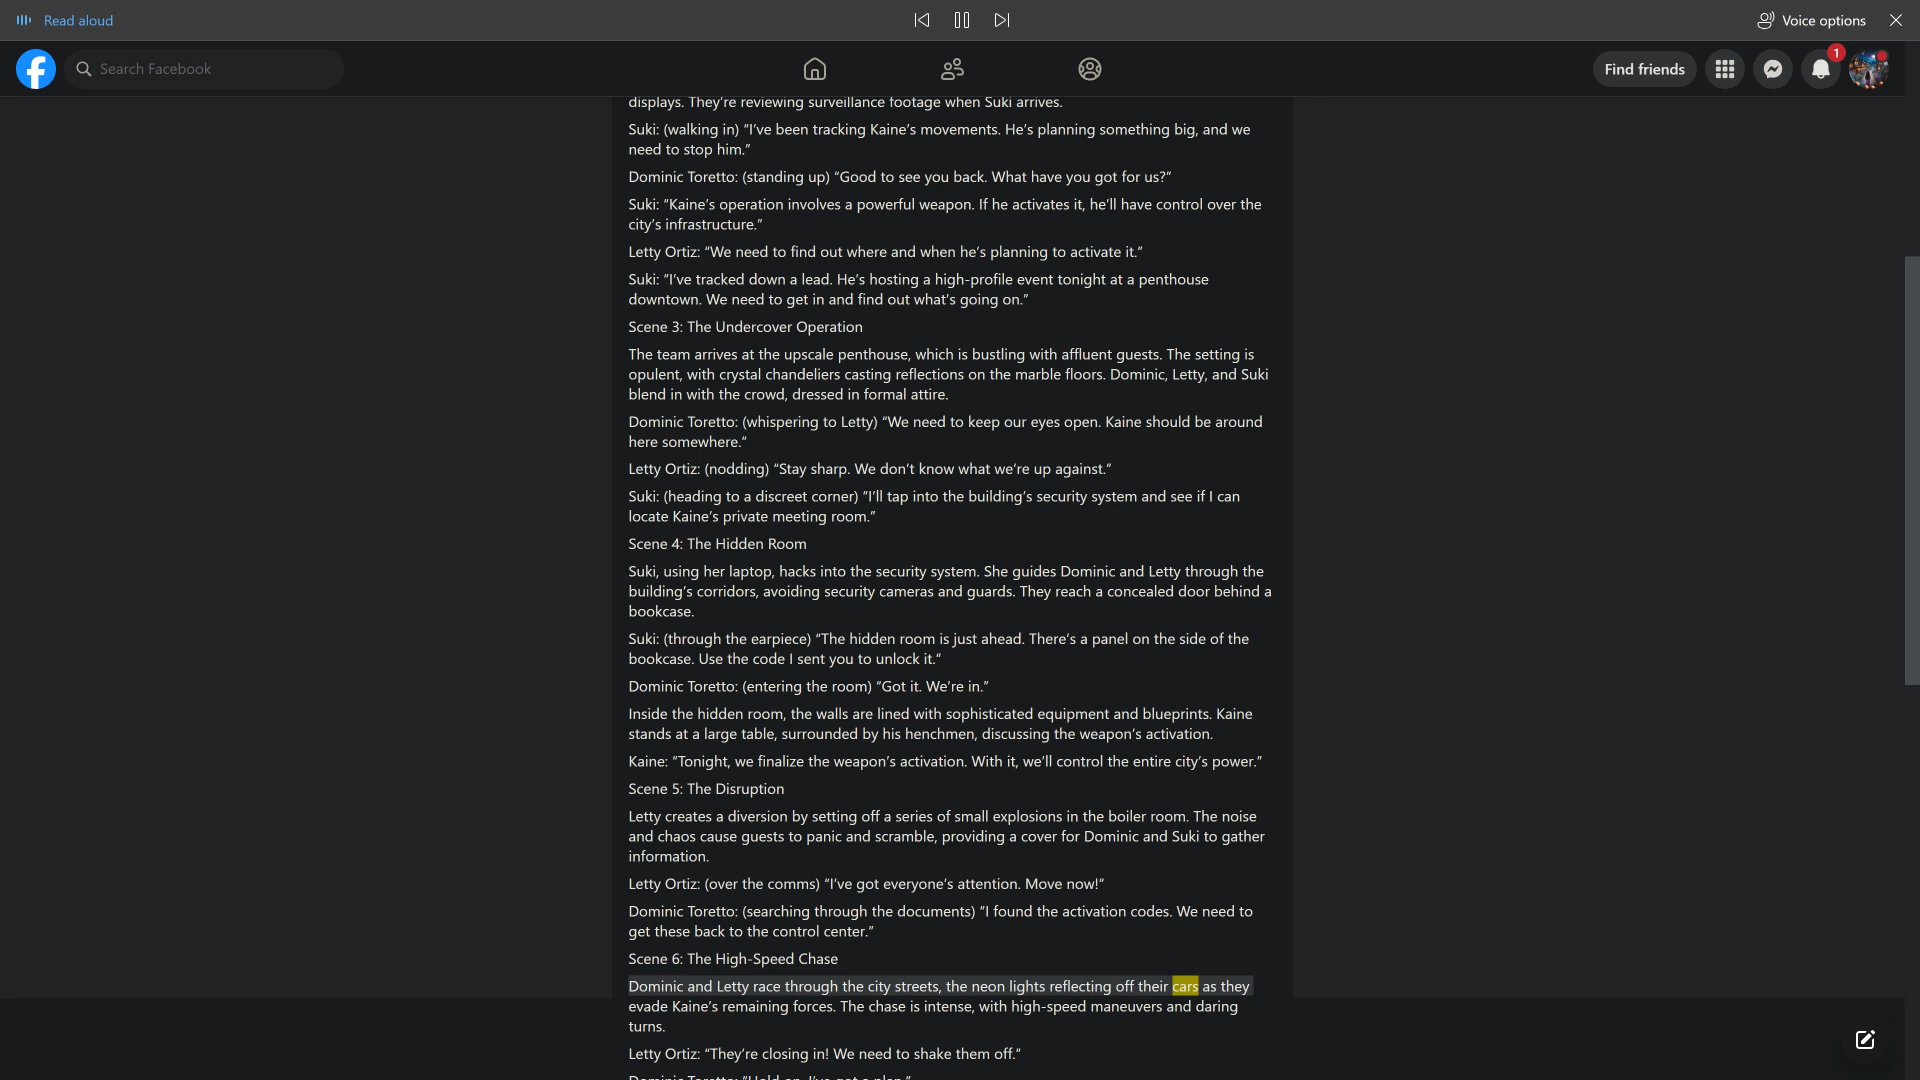 Read aloud
Voice options
Search Facebook
Find friends
1
displays. They're reviewing surveillance footage when Suki arrives.
Suki: (walking in) “I've been tracking Kaine's movements. He's planning something big, and we
need to stop him.”
Dominic Toretto: (standing up) “Good to see you back. What have you got for us?”
Suki: “Kaine's operation involves a powerful weapon. If he activates it, he'll have control over the
city's infrastructure.”
Letty Ortiz: “We need to find out where and when he's planning to activate it.”
Suki: “I've tracked down a lead. He's hosting a high-profile event tonight at a penthouse
downtown. We need to get in and find out what's going on.”
Scene 3: The Undercover Operation
The team arrives at the upscale penthouse, which is bustling with affluent guests. The setting is
opulent, with crystal chandeliers casting reflections on the marble floors. Dominic, Letty, and Suki
blend in with the crowd, dressed in formal attire.
Dominic Toretto: (whispering to Letty) “We need to keep our eyes open. Kaine should be around
here somewhere.”
Letty Ortiz: (nodding) “Stay sharp. We don't know what we're up against.”
Suki: (heading to a discreet corner) “I'll tap into the building's security system and see if I can
locate Kaine's private meeting room.”
Scene 4: The Hidden Room
Suki, using her laptop, hacks into the security system. She guides Dominic and Letty through the
building's corridors, avoiding security cameras and guards. They reach a concealed door behind a
bookcase.
Suki: (through the earpiece) “The hidden room is just ahead. There's a panel on the side of the
bookcase. Use the code I sent you to unlock it.”
Dominic Toretto: (entering the room) “Got it. We're in.”
Inside the hidden room, the walls are lined with sophisticated equipment and blueprints. Kaine
stands at a large table, surrounded by his henchmen, discussing the weapon's activation.
Kaine: “Tonight, we finalize the weapon's activation. With it, we'll control the entire city's power.”
Scene 5: The Disruption
Letty creates a diversion by setting off a series of small explosions in the boiler room. The noise
and chaos cause guests to panic and scramble, providing a cover for Dominic and Suki to gather
information.
Letty Ortiz: (over the comms) “I've got everyone's attention. Move now!”
Dominic Toretto: (searching through the documents) “I found the activation codes. We need to
get these back to the control center.”
Scene 6: The High-Speed Chase
Dominic and Letty race through the city streets, the neon lights reflecting off their cars as they
evade Kaine's remaining forces. The chase is intense, with high-speed maneuvers and daring
turns.
Letty Ortiz: “They're closing in! We need to shake them off.”
Dominic Toretto: “Hold on, I've got a plan.”